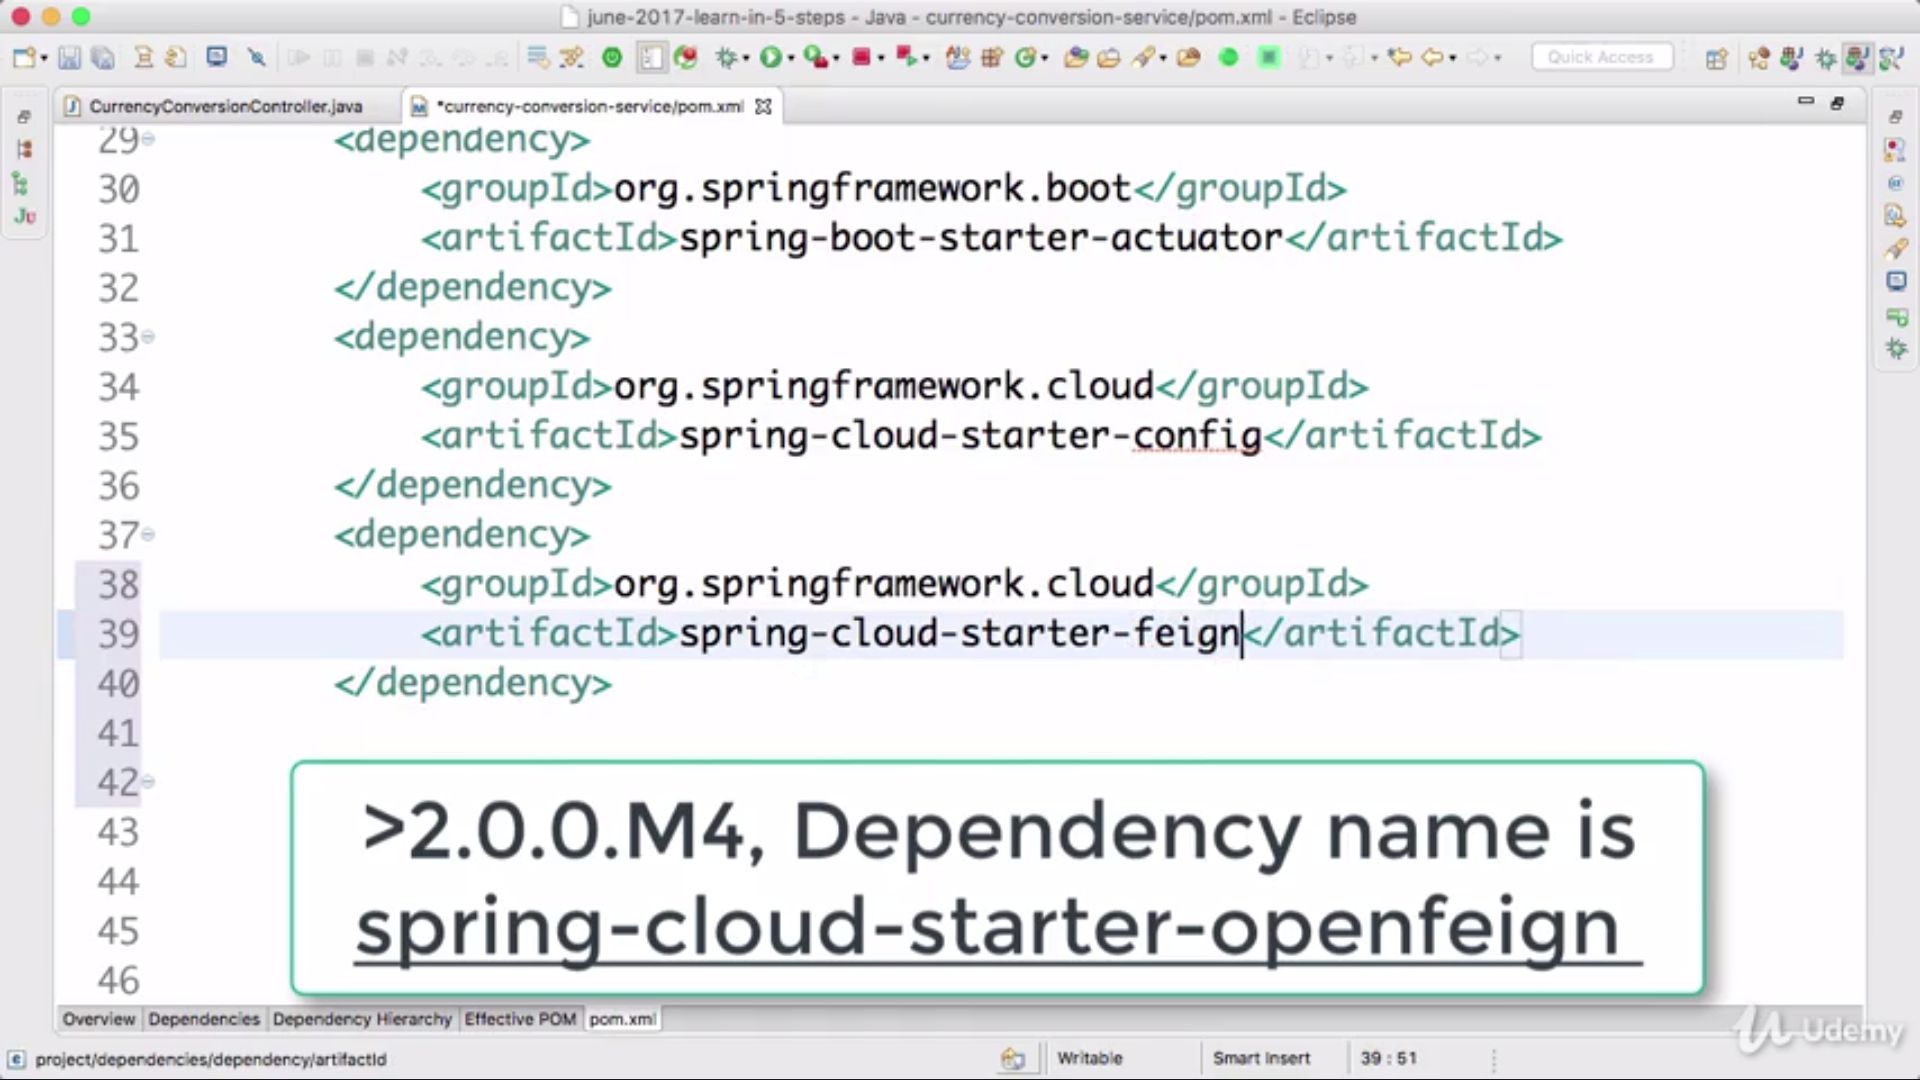 june-2017-learn-in-5-steps - Java - currency-conversion-service/pom.xml - Eclipse
Quick Access
CurrencyConversionController.java
*currency-conversion-service/pom.xml
29 <dependency>
30 <groupId>org.springframework.boot</groupId>
31 <artifactId>spring-boot-starter-actuator</artifactId>
32 </dependency>
33 <dependency>
34 <groupId>org.springframework.cloud</groupId>
35 <artifactId>spring-cloud-starter-config</artifactId>
36 </dependency>
37 <dependency>
38 <groupId>org.springframework.cloud</groupId>
39 <artifactId>spring-cloud-starter-feign</artifactId>
40 </dependency>
41
42
43
44
45
46
>2.0.0.M4, Dependency name is
spring-cloud-starter-openfeign
Overview Dependencies Dependency Hierarchy Effective POM pom.xml
Udemy
project/dependencies/dependency/artifactId
Writable
Smart Insert
39 : 51
Ju